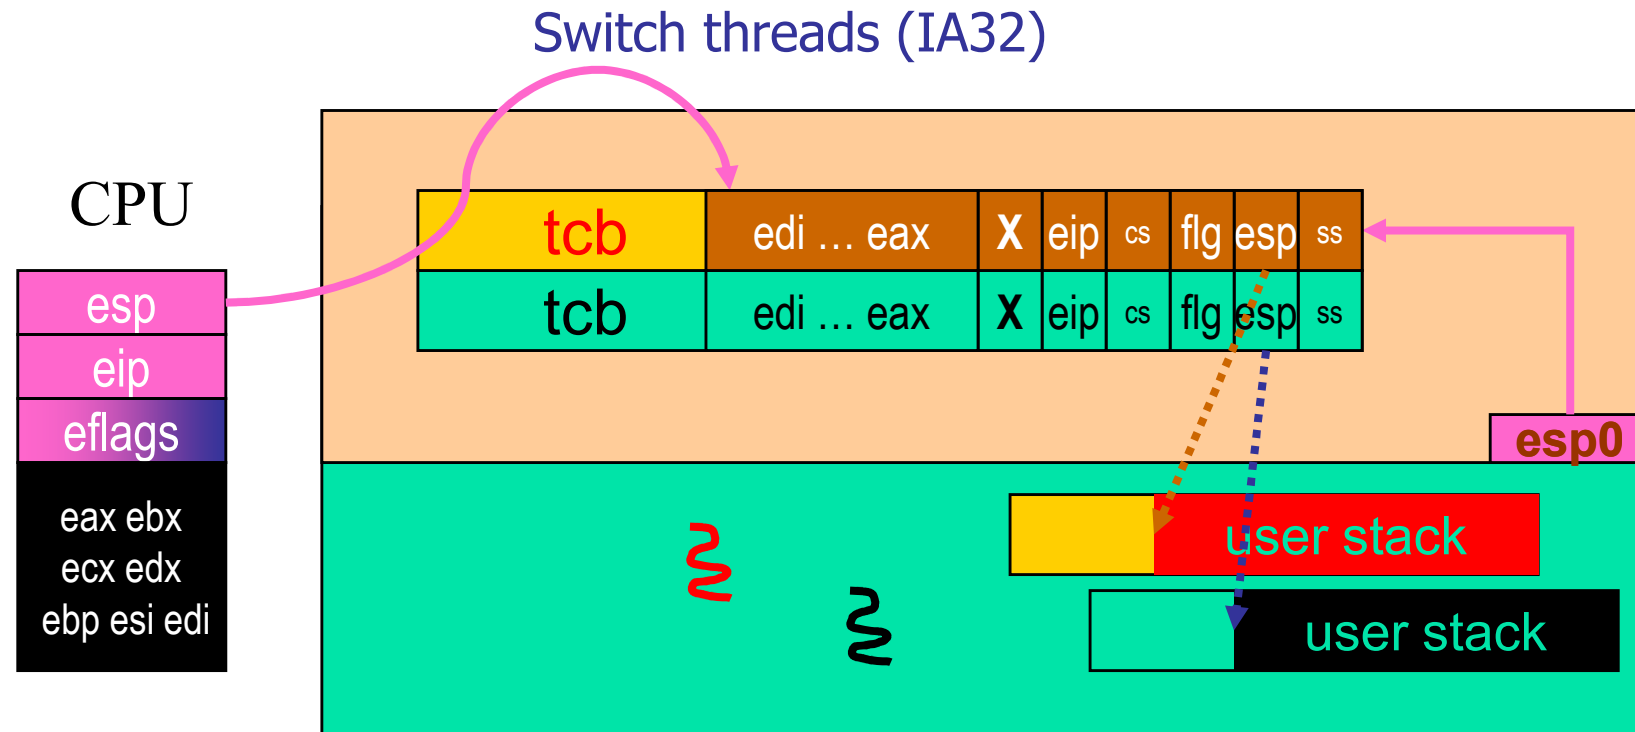 Switch threads (IA32)
CPU
esp
eip
eflags
eax ebx
ecx edx
ebp esi edi
tcb edi … eax X eip cs flg esp ss
tcb edi … eax X eip cs flg esp ss
esp0
user stack
user stack